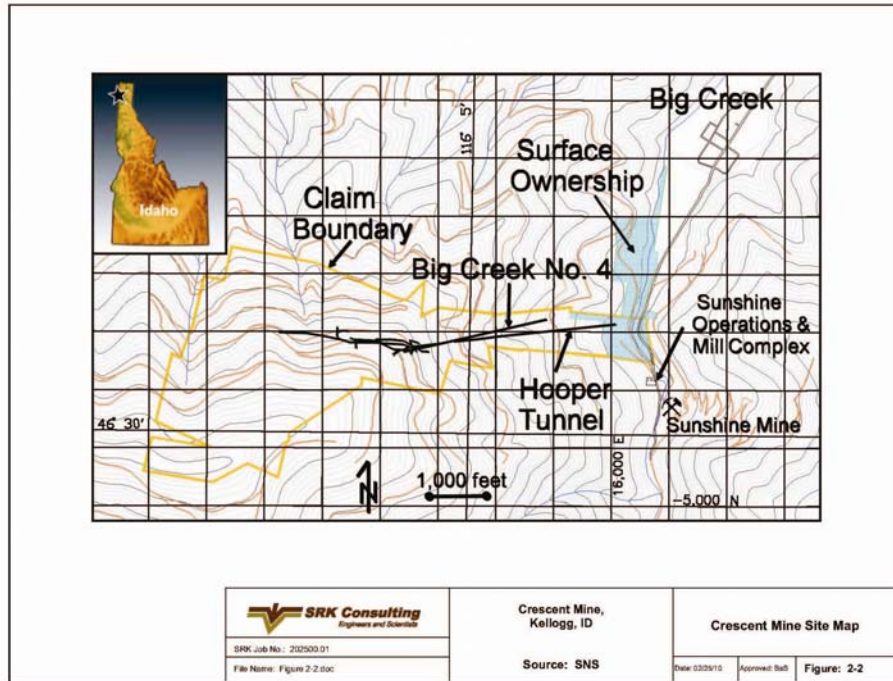 Big Creek
116° 5'
Surface
Ownership
Idaho
Claim
Boundary
Big Creek No. 4
Sunshine
Operations &
Mill Complex
Hooper
Tunnel
46° 30'
Sunshine Mine
N
1,000 feet
16,000 E
-5,000 N
SRK Consulting
Engineers and Scientists
SRK Job No.: 202500.01
File Name: Figure 2-2.doc
Crescent Mine,
Kellogg, ID
Source: SNS
Crescent Mine Site Map
Date: 02/25/10
Approved: BaS
Figure: 2-2